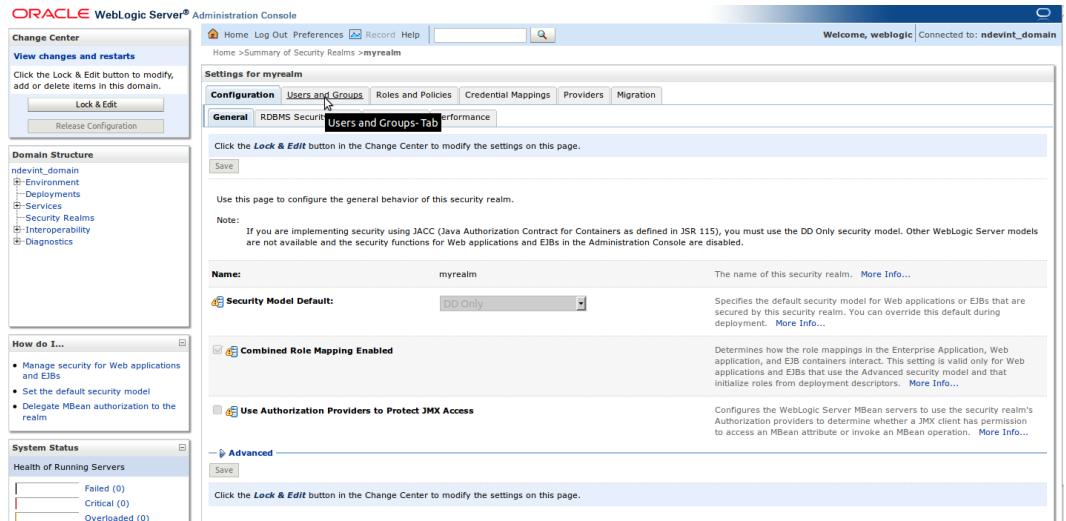 ORACLE WebLogic Server® Administration Console
Change Center
View changes and restarts
Click the Lock & Edit button to modify,
add or delete items in this domain.
Lock & Edit
Release Configuration
Domain Structure
ndevint_domain
Environment
Deployments
Services
Security Realms
Interoperability
Diagnostics
How do I...
Manage security for Web applications
and EJBs
Set the default security model
Delegate MBean authorization to the
realm
System Status
Health of Running Servers
Failed (0)
Critical (0)
Overloaded (0)
Home Log Out Preferences Record Help
Welcome, weblogic Connected to: ndevint_domain
Home >Summary of Security Realms >myrealm
Settings for myrealm
Configuration Users and Groups Roles and Policies Credential Mappings Providers Migration
General RDBMS Securit erformance
Users and Groups- Tab
Click the Lock & Edit button in the Change Center to modify the settings on this page.
Save
Use this page to configure the general behavior of this security realm.
Note:
If you are implementing security using JACC (Java Authorization Contract for Containers as defined in JSR 115), you must use the DD Only security model. Other WebLogic Server models
are not available and the security functions for Web applications and EJBs in the Administration Console are disabled.
Name: myrealm The name of this security realm. More Info...
Security Model Default: DD Only
Specifies the default security model for Web applications or EJBs that are
secured by this security realm. You can override this default during
deployment. More Info...
Combined Role Mapping Enabled
Determines how the role mappings in the Enterprise Application, Web
application, and EJB containers interact. This setting is valid only for Web
applications and EJBs that use the Advanced security model and that
initialize roles from deployment descriptors. More Info...
Use Authorization Providers to Protect JMX Access
Configures the WebLogic Server MBean servers to use the security realm's
Authorization providers to determine whether a JMX client has permission
to access an MBean attribute or invoke an MBean operation. More Info...
Advanced
Save
Click the Lock & Edit button in the Change Center to modify the settings on this page.